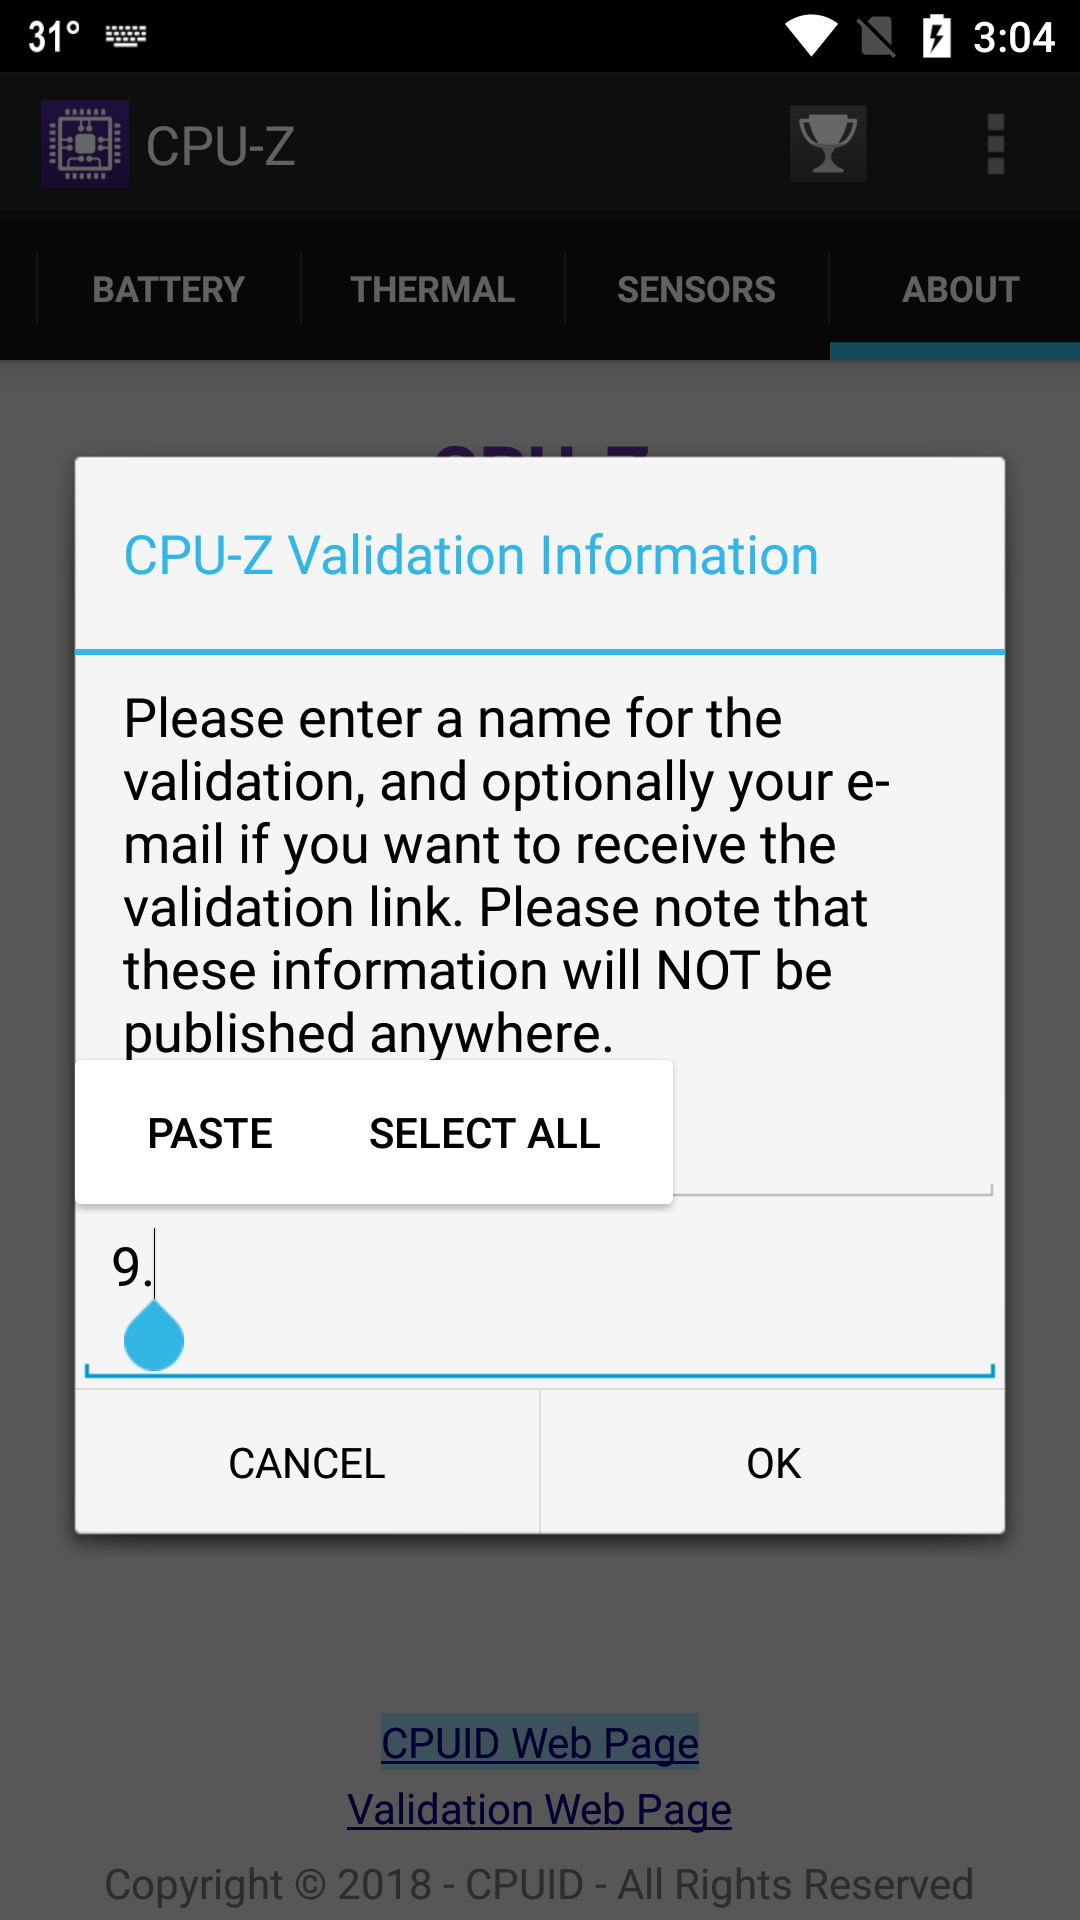 31° 3:04
CPU-Z
BATTERY THERMAL SENSORS ABOUT
CPU-Z
CPU-Z Validation Information
Please enter a name for the
validation, and optionally your e-
mail if you want to receive the
validation link. Please note that
these information will NOT be
published anywhere.
PASTE SELECT ALL
9.
CANCEL OK
CPUID Web Page
Validation Web Page
Copyright © 2018 - CPUID - All Rights Reserved